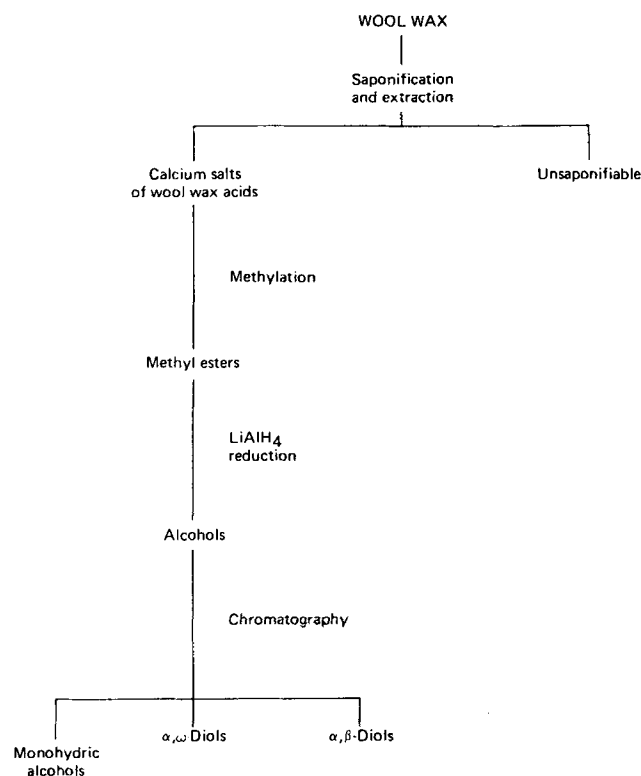 WOOL WAX
Saponification
and extraction
Calcium salts
of wool wax acids
Unsaponifiable
Methylation
Methyl esters
LiAlH4
reduction
Alcohols
Chromatography
Monohydric
alcohols
α,ω Diols
α,β-Diols